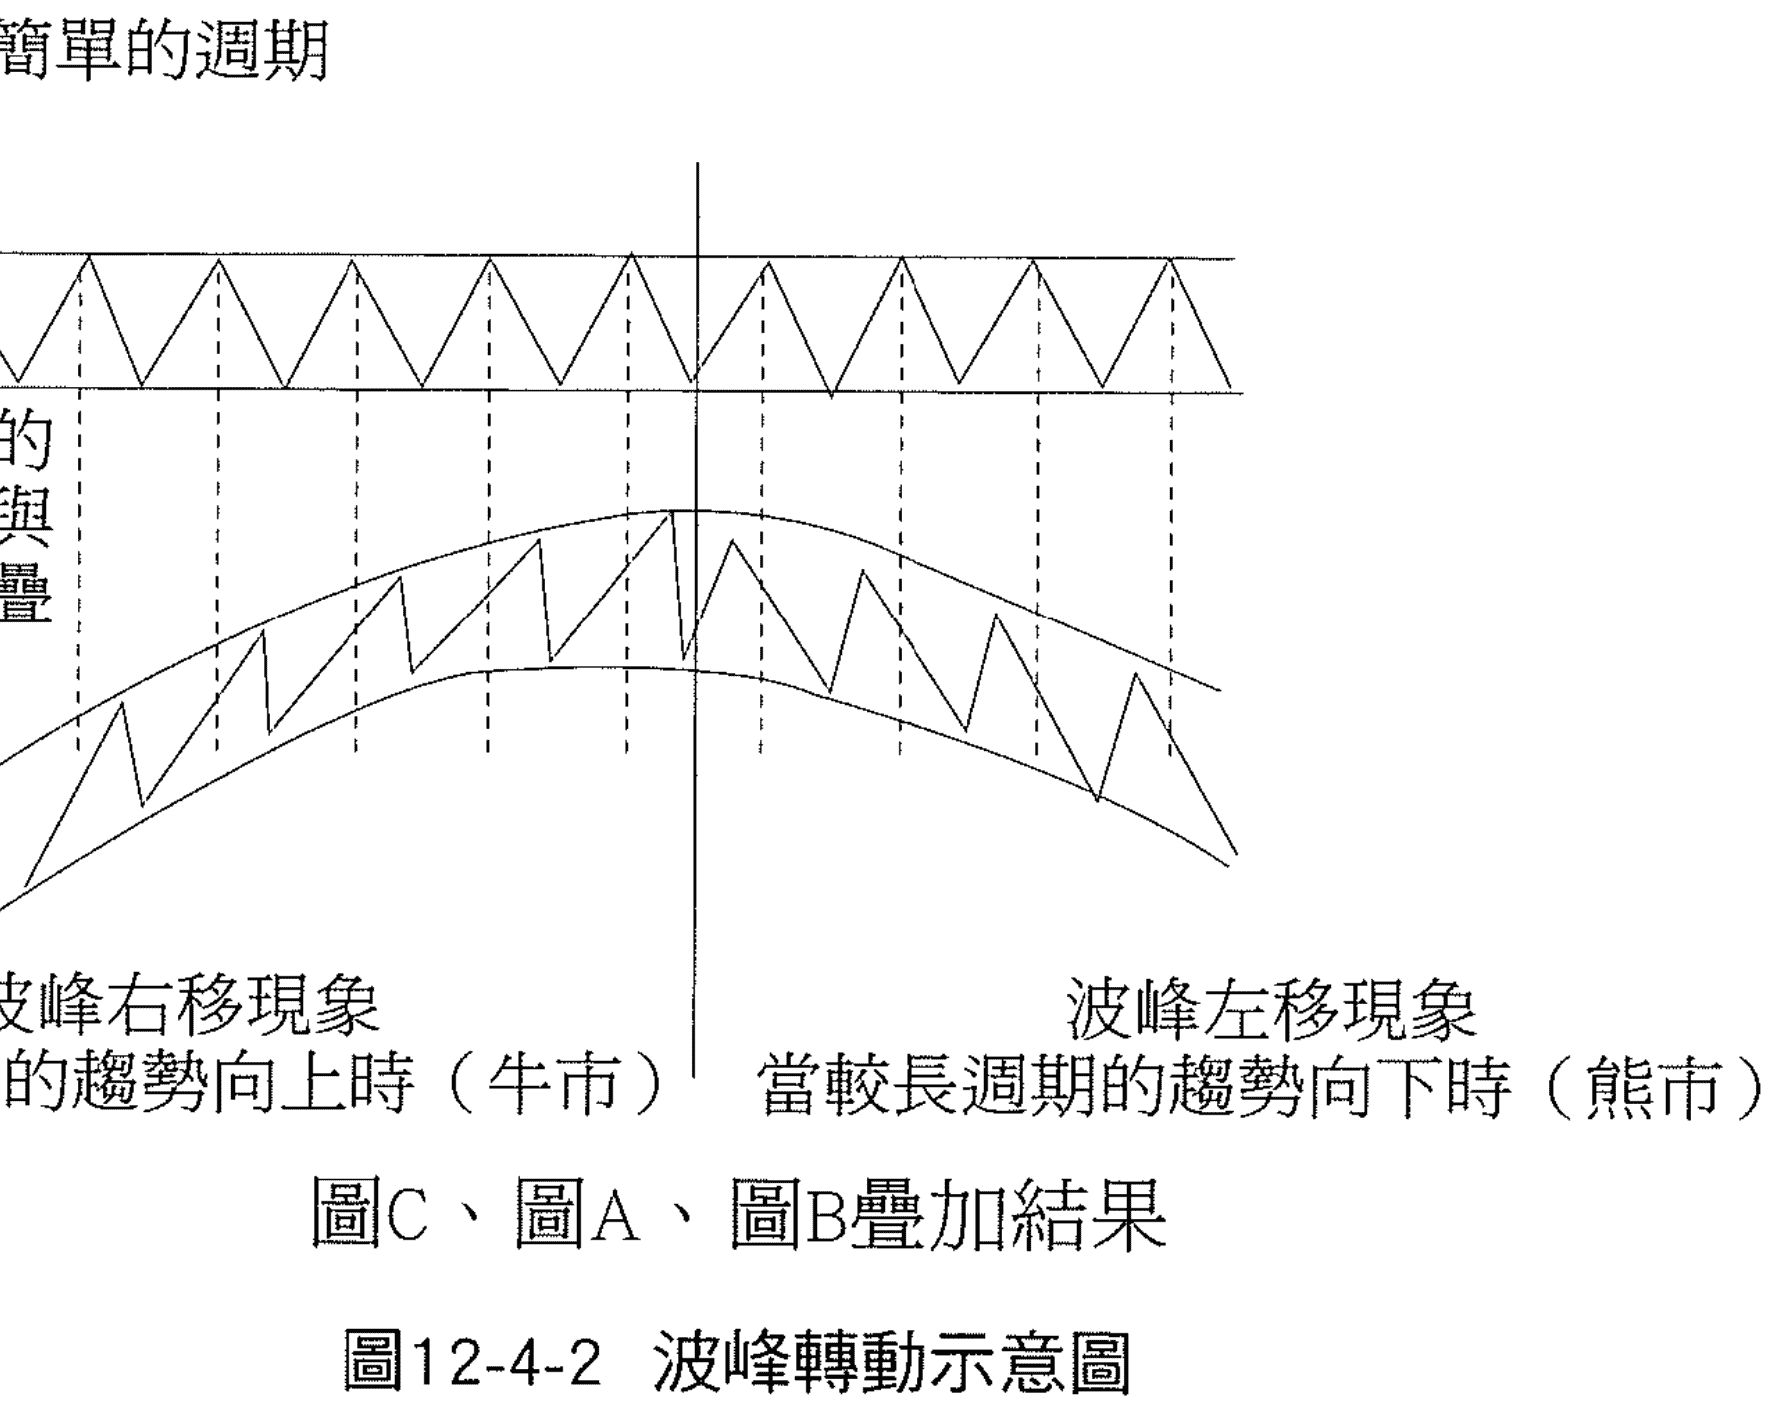 簡單的週期
的
與
疊
波峰右移現象
的趨勢向上時（牛市）
波峰左移現象
當較長週期的趨勢向下時（熊市）
圖C、圖A、圖B疊加結果
圖12-4-2 波峰轉動示意圖